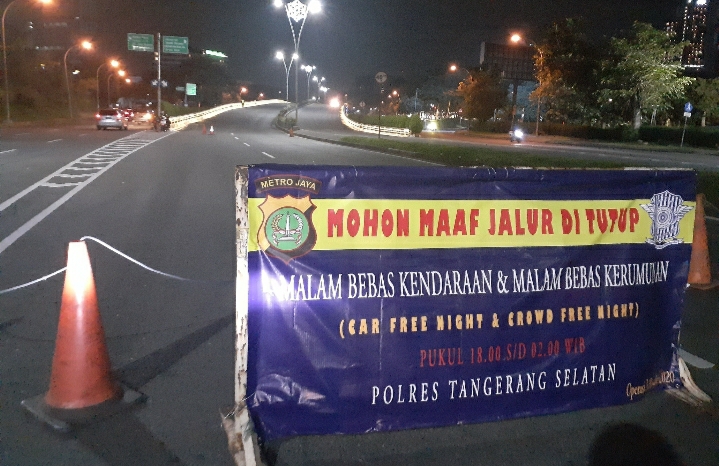 METRO JAYA
MOHON MAAF JALUR DI TUTUP
MALAM BEBAS KENDARAAN & MALAM BEBAS KERUMUNAN
(CAR FREE NIGHT & CROWD FREE NIGHT)
PUKUL 18.00 S/D 02.00 WIB
POLRES TANGERANG SELATAN
2020